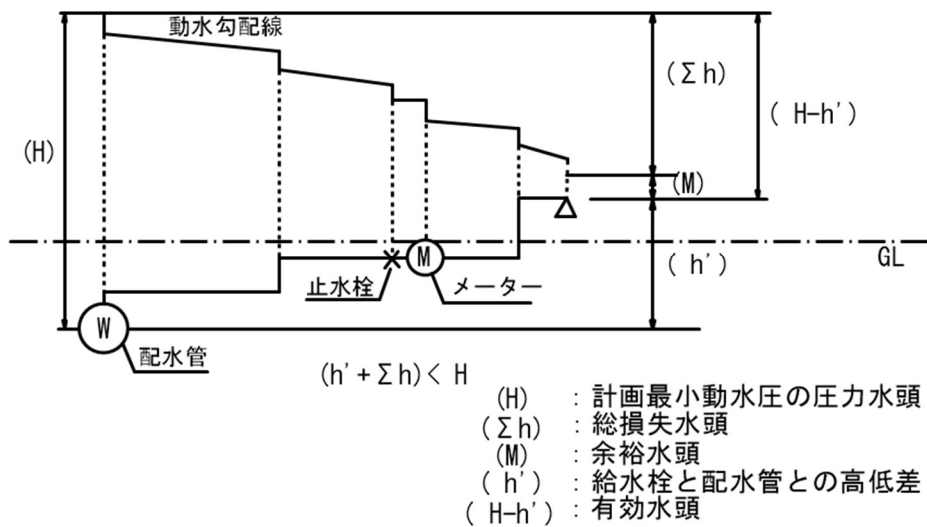 動水勾配線
(Σh)
( H-h')
(H)
(M)
GL
( h')
止水栓
M
メーター
W
配水管
(h'+Σh)< H
(H) : 計画最小動水圧の圧力水頭
(Σh) : 総損失水頭
(M) : 余裕水頭
( h') : 給水栓と配水管との高低差
( H-h') : 有効水頭